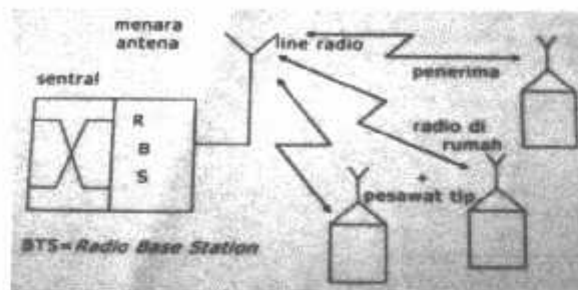 menara
antena
line radio
sentral
penerima
R
B
S
radio di
rumah
+
pesawat tlp
BTS=Radio Base Station